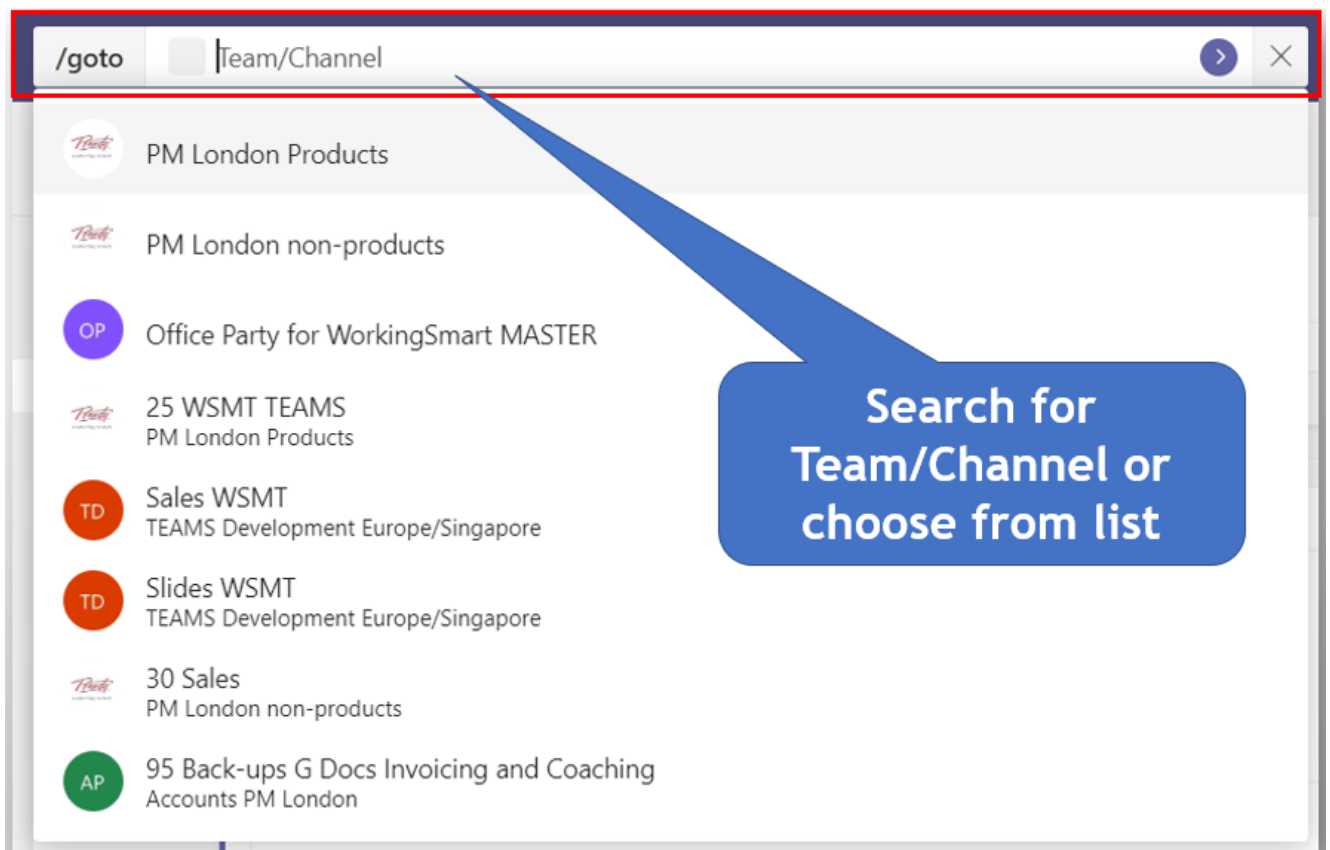 /goto Team/Channel
PM London Products
PM London non-products
OP Office Party for WorkingSmart MASTER
25 WSMT TEAMS
PM London Products
TD Sales WSMT
TEAMS Development Europe/Singapore
TD Slides WSMT
TEAMS Development Europe/Singapore
30 Sales
PM London non-products
AP 95 Back-ups G Docs Invoicing and Coaching
Accounts PM London
Search for
Team/Channel or
choose from list